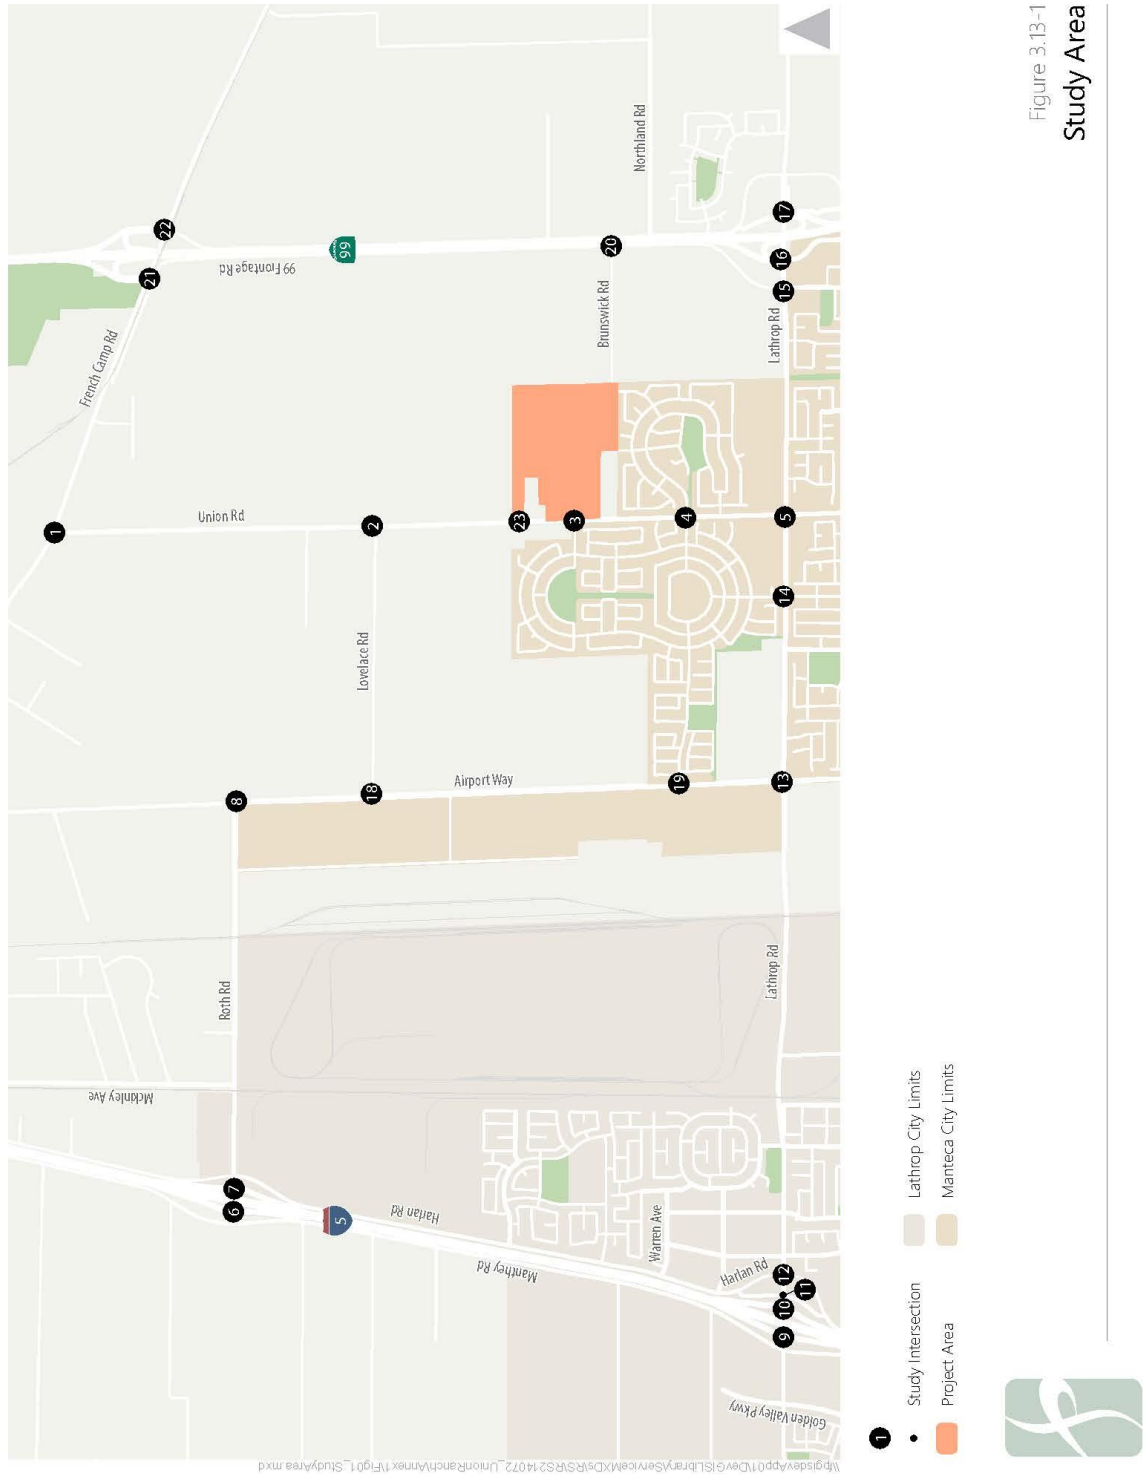 Figure 3.13-1
Study Area
Northland Rd
99 Frontage Rd
99
French Camp Rd
Brunswick Rd
Lathrop Rd
Union Rd
Lovelace Rd
Airport Way
Roth Rd
Lathrop Rd
McKinley Ave
5
Harlan Rd
Manthey Rd
Warren Ave
Harlan Rd
Golden Valley Pkwy
1
2
3
4
5
6
7
8
9
10
11
12
13
14
15
16
17
18
19
20
21
22
23
1
Study Intersection
Project Area
Lathrop City Limits
Manteca City Limits